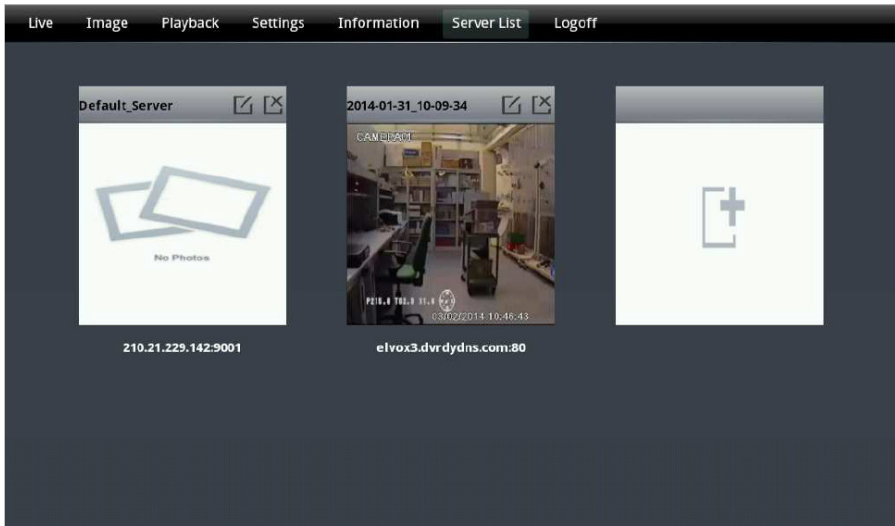 Live Image Playback Settings Information Server List Logoff
Default_Server
2014-01-31_10-09-34
No Photos
03/02/2014 10:46:43
210.21.229.142:9001
elvox3.dvrdydns.com:80